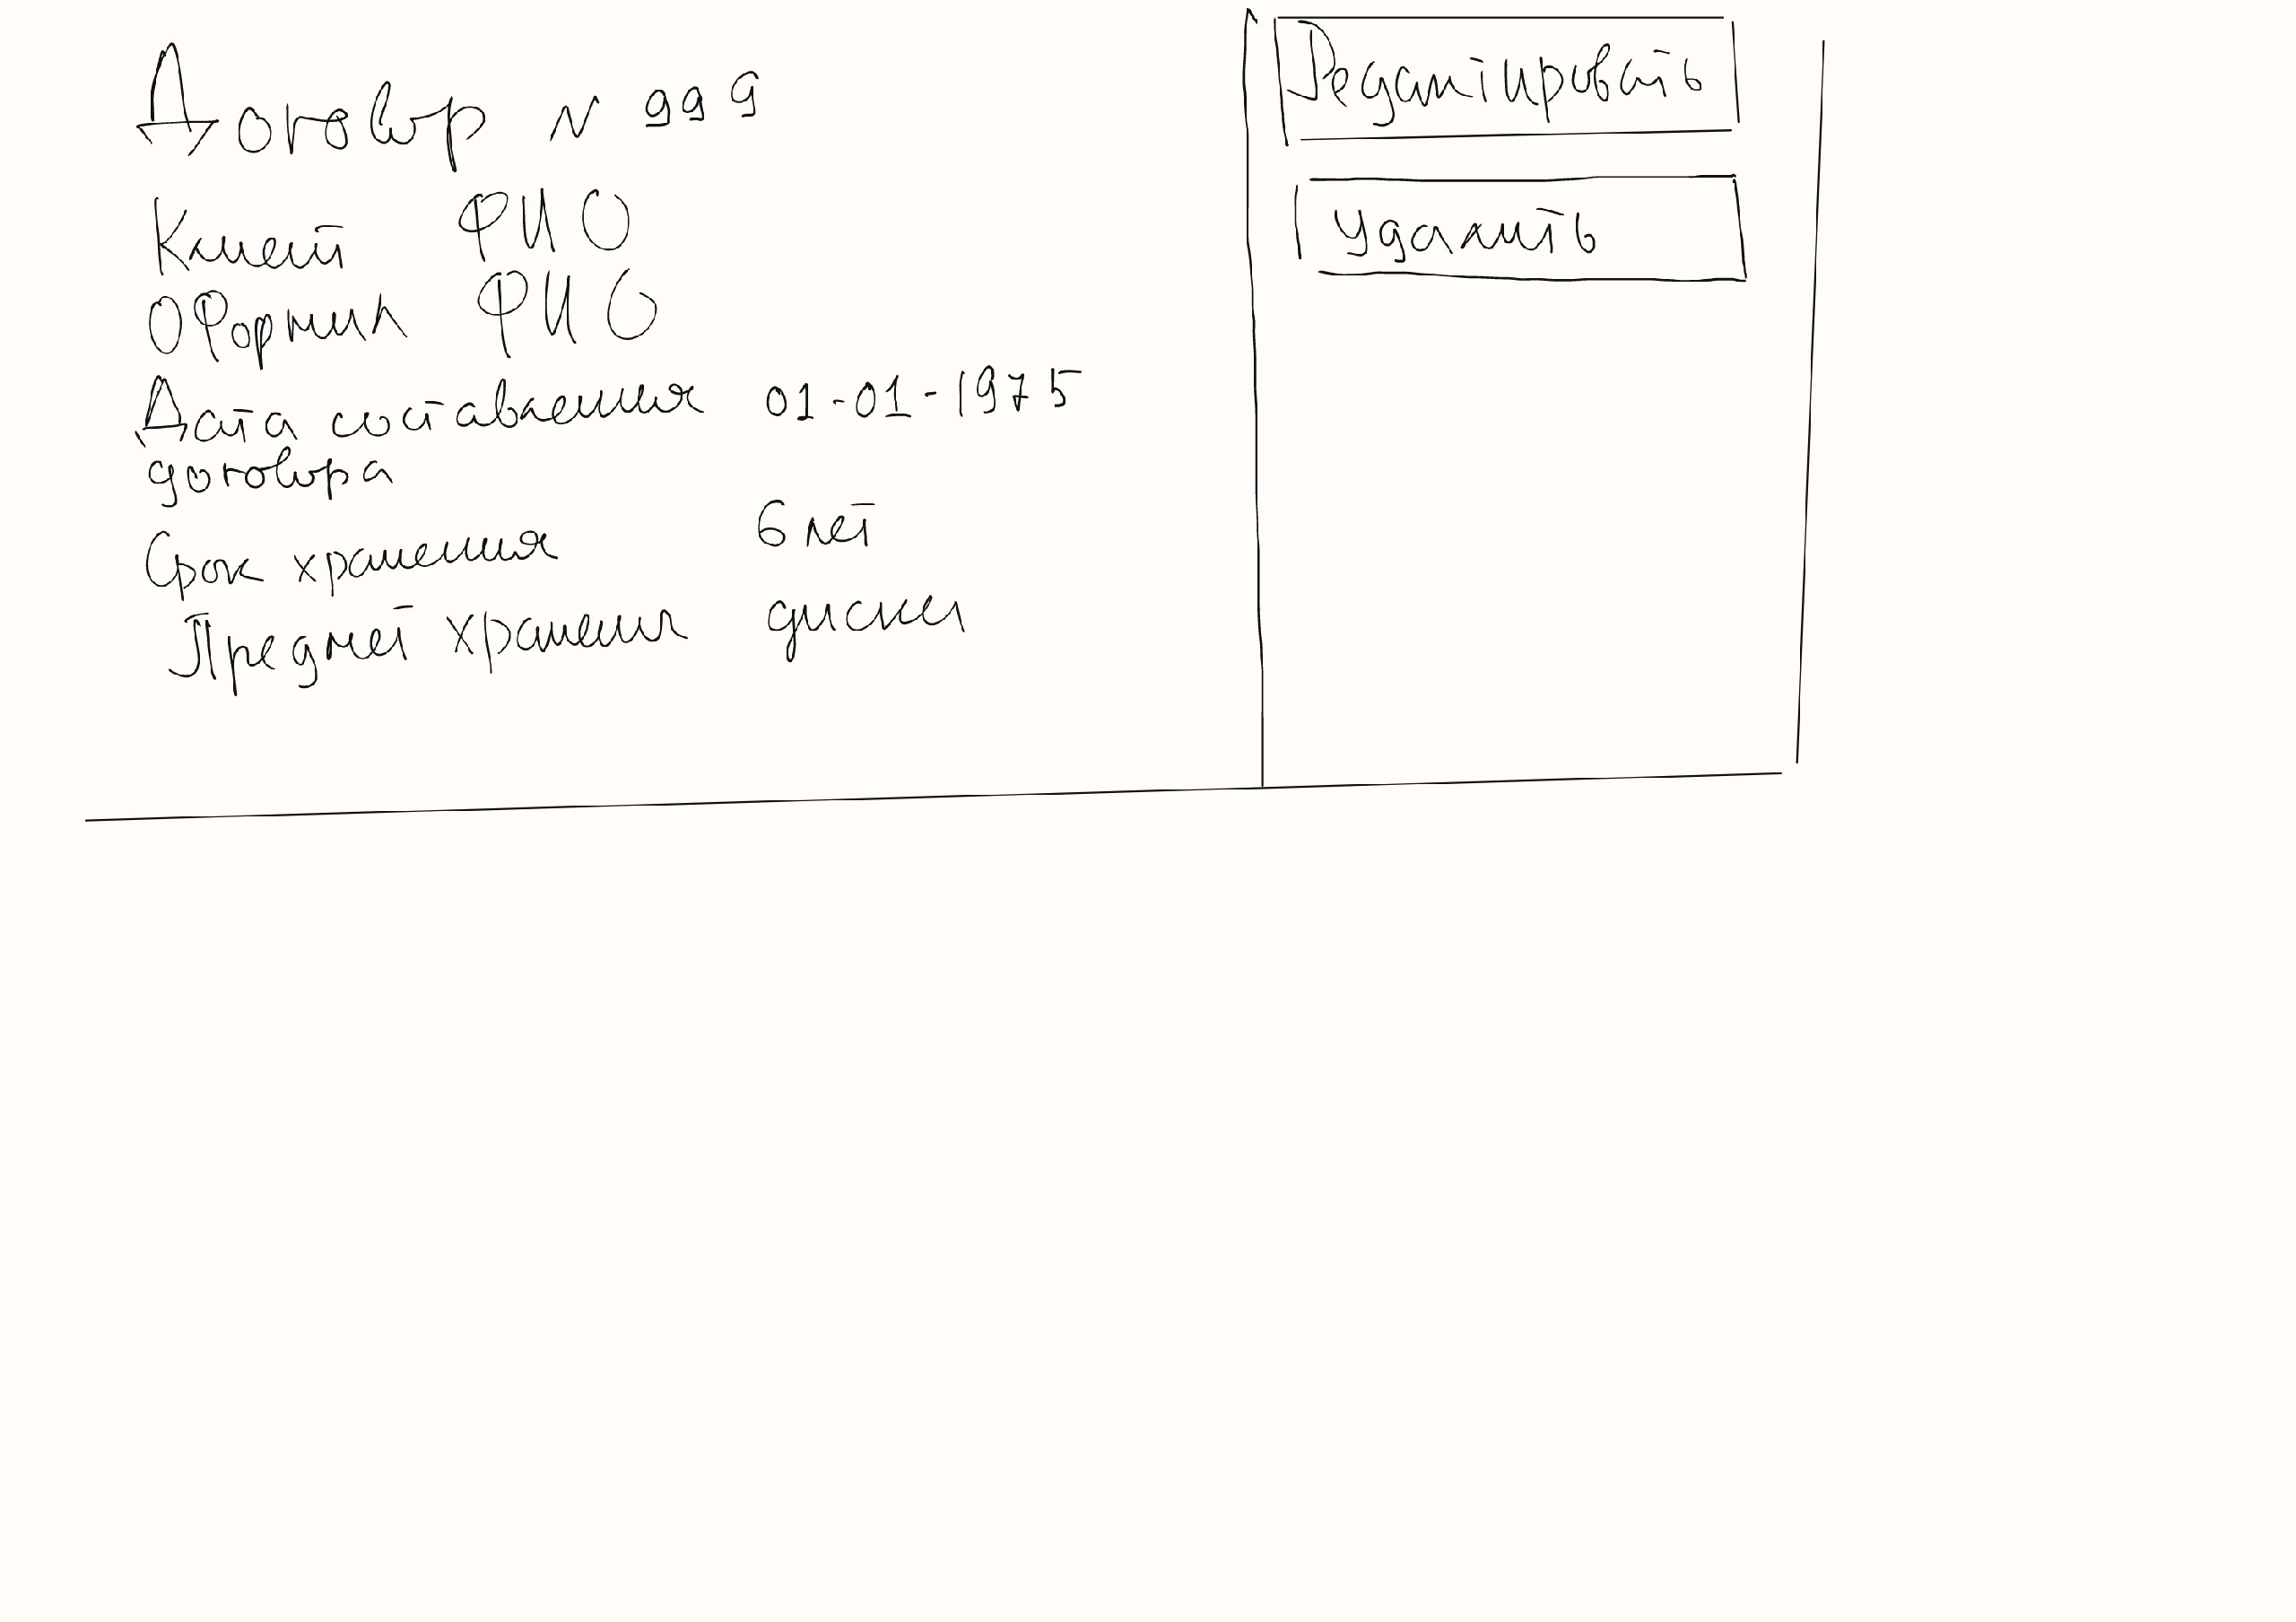 Договор N 999
Клиент ФИО
Оформил ФИО
Дата составления 01-01-1975
договора
Срок хранения 6 лет
Предмет хранения диски
Редактировать
Удалить